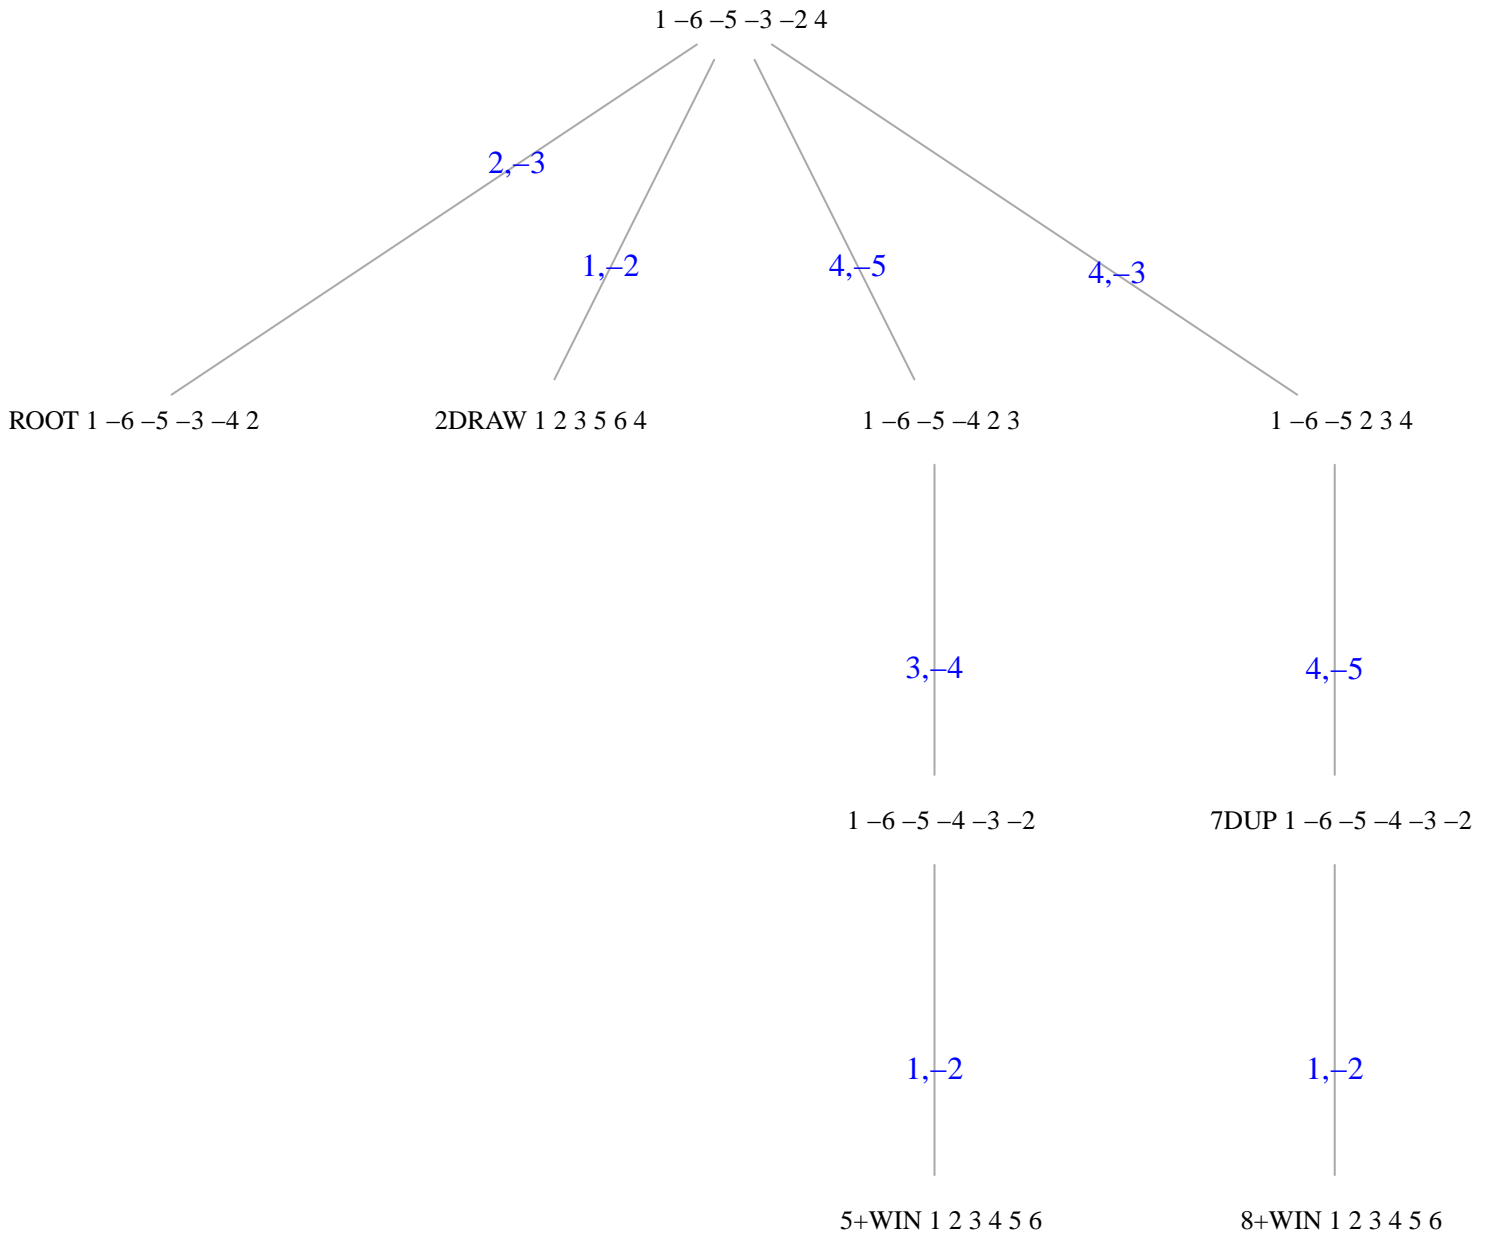 1 –6 –5 –3 –2 4
2,–3
1,–2
4,–5
4,–3
ROOT 1 –6 –5 –3 –4 2
2DRAW 1 2 3 5 6 4
1 –6 –5 –4 2 3
1 –6 –5 2 3 4
3,–4
4,–5
1 –6 –5 –4 –3 –2
7DUP 1 –6 –5 –4 –3 –2
1,–2
1,–2
5+WIN 1 2 3 4 5 6
8+WIN 1 2 3 4 5 6